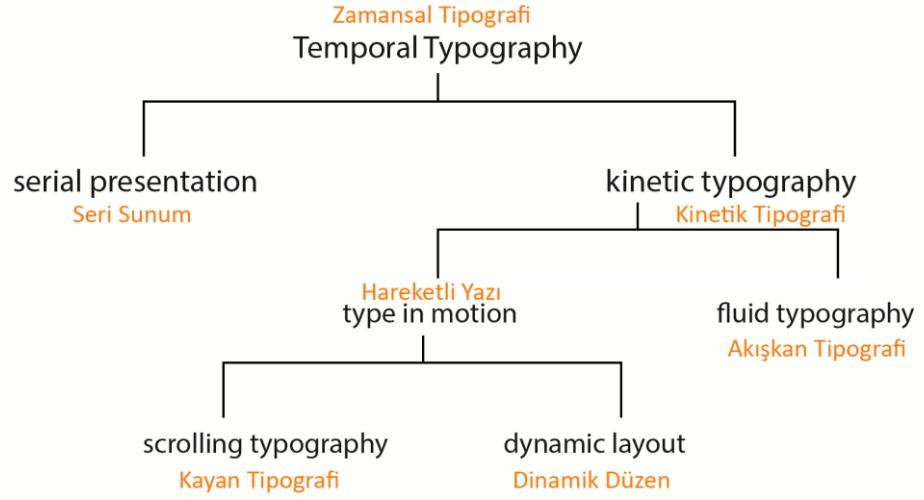 Zamansal Tipografi
Temporal Typography
serial presentation
Seri Sunum
kinetic typography
Kinetik Tipografi
Hareketli Yazı
type in motion
fluid typography
Akışkan Tipografi
scrolling typography
Kayan Tipografi
dynamic layout
Dinamik Düzen